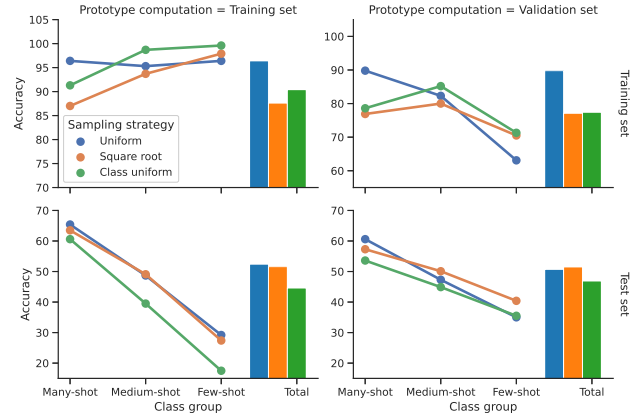 Prototype computation = Training set
Prototype computation = Validation set
105
100
95
90
85
80
75
70
Accuracy
Sampling strategy
Uniform
Square root
Class uniform
100
90
80
70
60
Training set
70
60
50
40
30
20
Accuracy
70
60
50
40
30
20
Test set
Many-shot Medium-shot Few-shot Total
Class group
Many-shot Medium-shot Few-shot Total
Class group